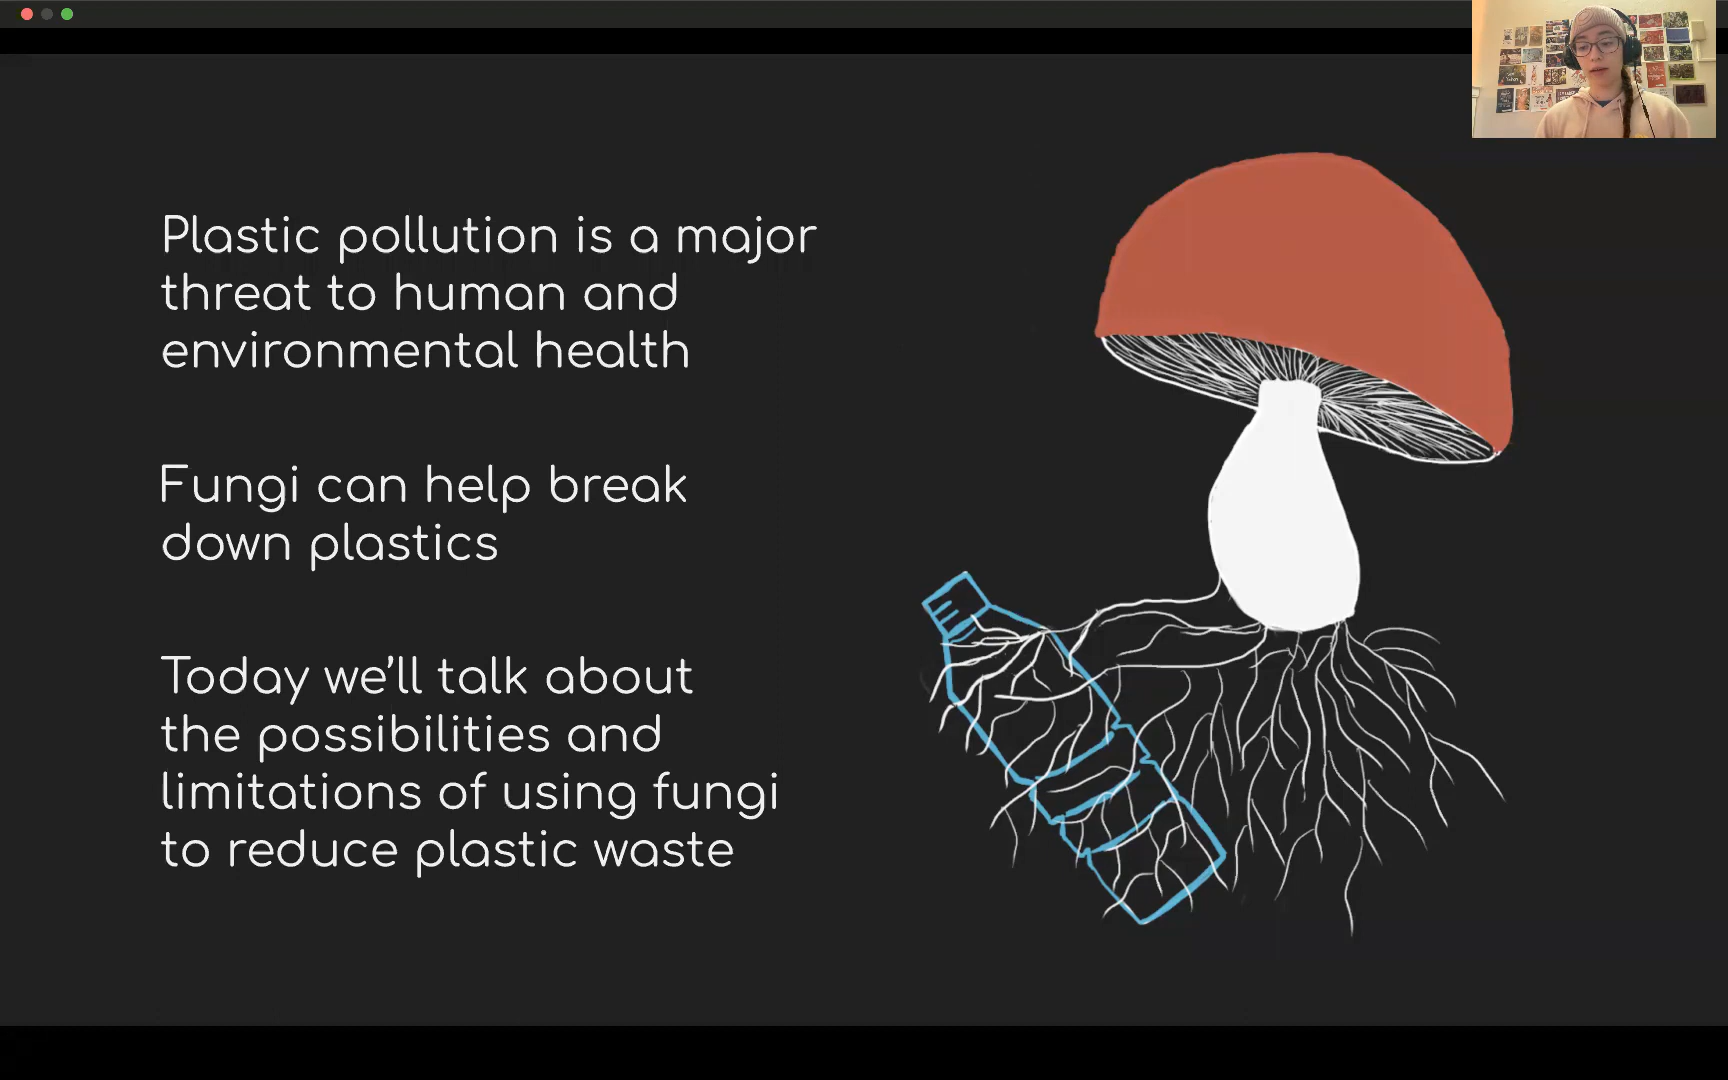 Plastic pollution is a major
threat to human and
environmental health
Fungi can help break
down plastics
Today we'll talk about
the possibilities and
limitations of using fungi
to reduce plastic waste